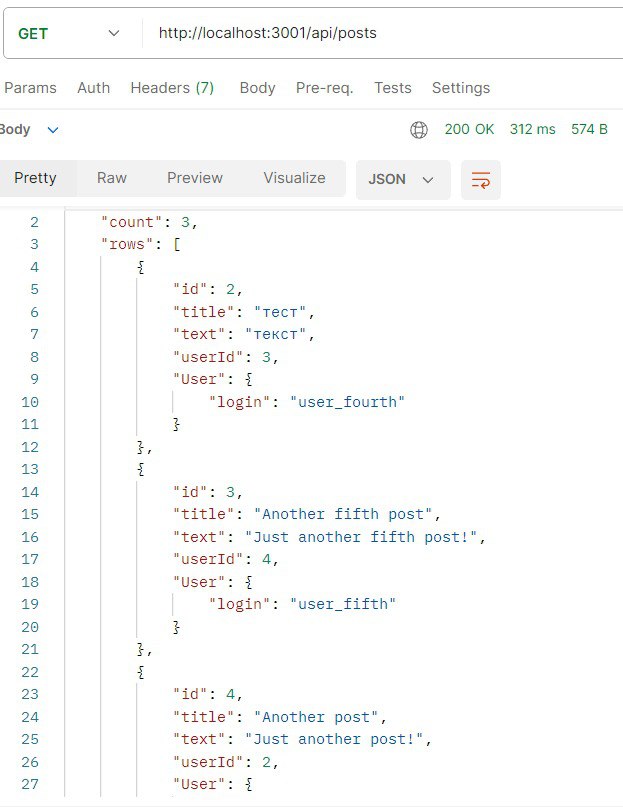 GET http://localhost:3001/api/posts
Params Auth Headers (7) Body Pre-req. Tests Settings
Body 200 OK 312 ms 574 B
Pretty Raw Preview Visualize JSON
2 "count": 3,
3 "rows": [
4 {
5 "id": 2,
6 "title": "тест",
7 "text": "текст",
8 "userId": 3,
9 "User": {
10 "login": "user_fourth"
11 }
12 },
13 {
14 "id": 3,
15 "title": "Another fifth post",
16 "text": "Just another fifth post!",
17 "userId": 4,
18 "User": {
19 "login": "user_fifth"
20 }
21 },
22 {
23 "id": 4,
24 "title": "Another post",
25 "text": "Just another post!",
26 "userId": 2,
27 "User": {